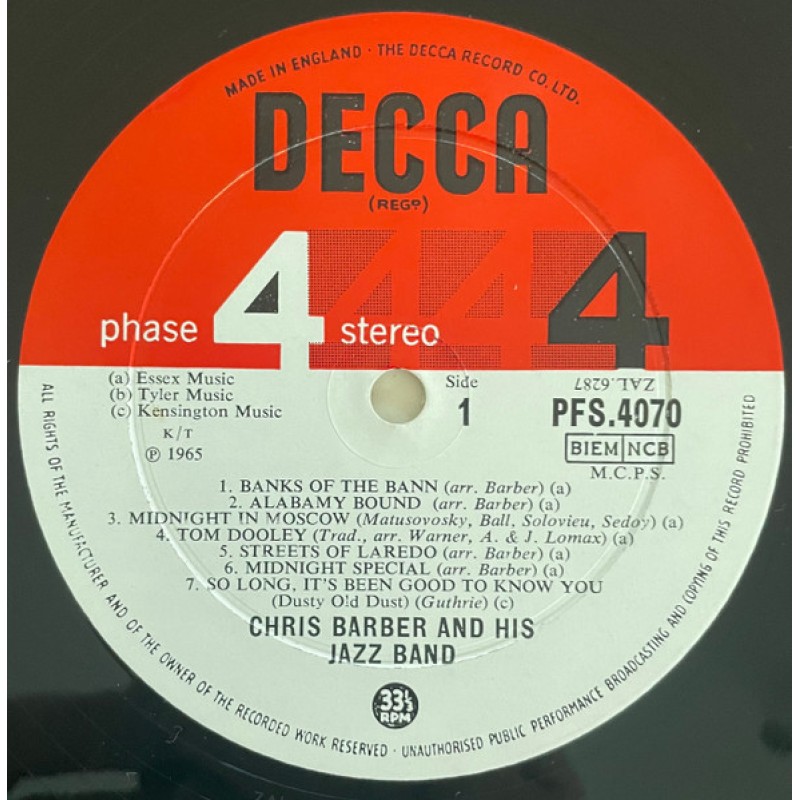 MADE IN ENGLAND · THE DECCA RECORD CO. LTD.
DECCA
(REGD)
phase 4 stereo 4 4 4
(a) Essex Music
(b) Tyler Music
(c) Kensington Music
K/T
℗ 1965
Side
1
ZAL.6287
PFS.4070
BIEM NCB
M.C.P.S.
1. BANKS OF THE BANN (arr. Barber) (a)
2. ALABAMY BOUND (arr. Barber) (a)
3. MIDNIGHT IN MOSCOW (Matusovosky, Ball, Solovieu, Sedoy) (a)
4. TOM DOOLEY (Trad., arr. Warner, A. & J. Lomax) (a)
5. STREETS OF LAREDO (arr. Barber) (a)
6. MIDNIGHT SPECIAL (arr. Barber) (a)
7. SO LONG, IT'S BEEN GOOD TO KNOW YOU
(Dusty Old Dust) (Guthrie) (c)
CHRIS BARBER AND HIS
JAZZ BAND
33⅓
RPM
ALL RIGHTS OF THE MANUFACTURER AND OF THE OWNER OF THE RECORDED WORK RESERVED · UNAUTHORISED PUBLIC PERFORMANCE BROADCASTING AND COPYING OF THIS RECORD PROHIBITED